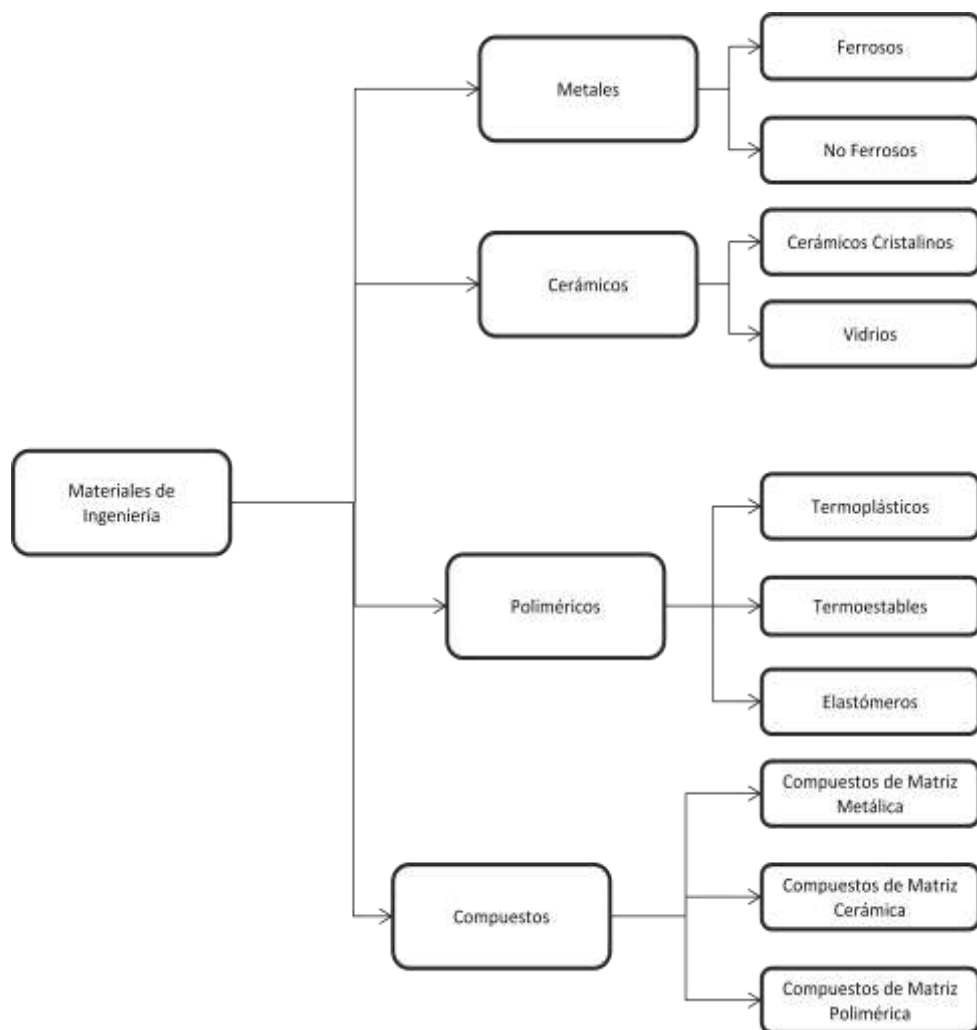 Materiales de
Ingeniería
Metales
Ferrosos
No Ferrosos
Cerámicos
Cerámicos Cristalinos
Vidrios
Poliméricos
Termoplásticos
Termoestables
Elastómeros
Compuestos
Compuestos de Matriz
Metálica
Compuestos de Matriz
Cerámica
Compuestos de Matriz
Polimérica